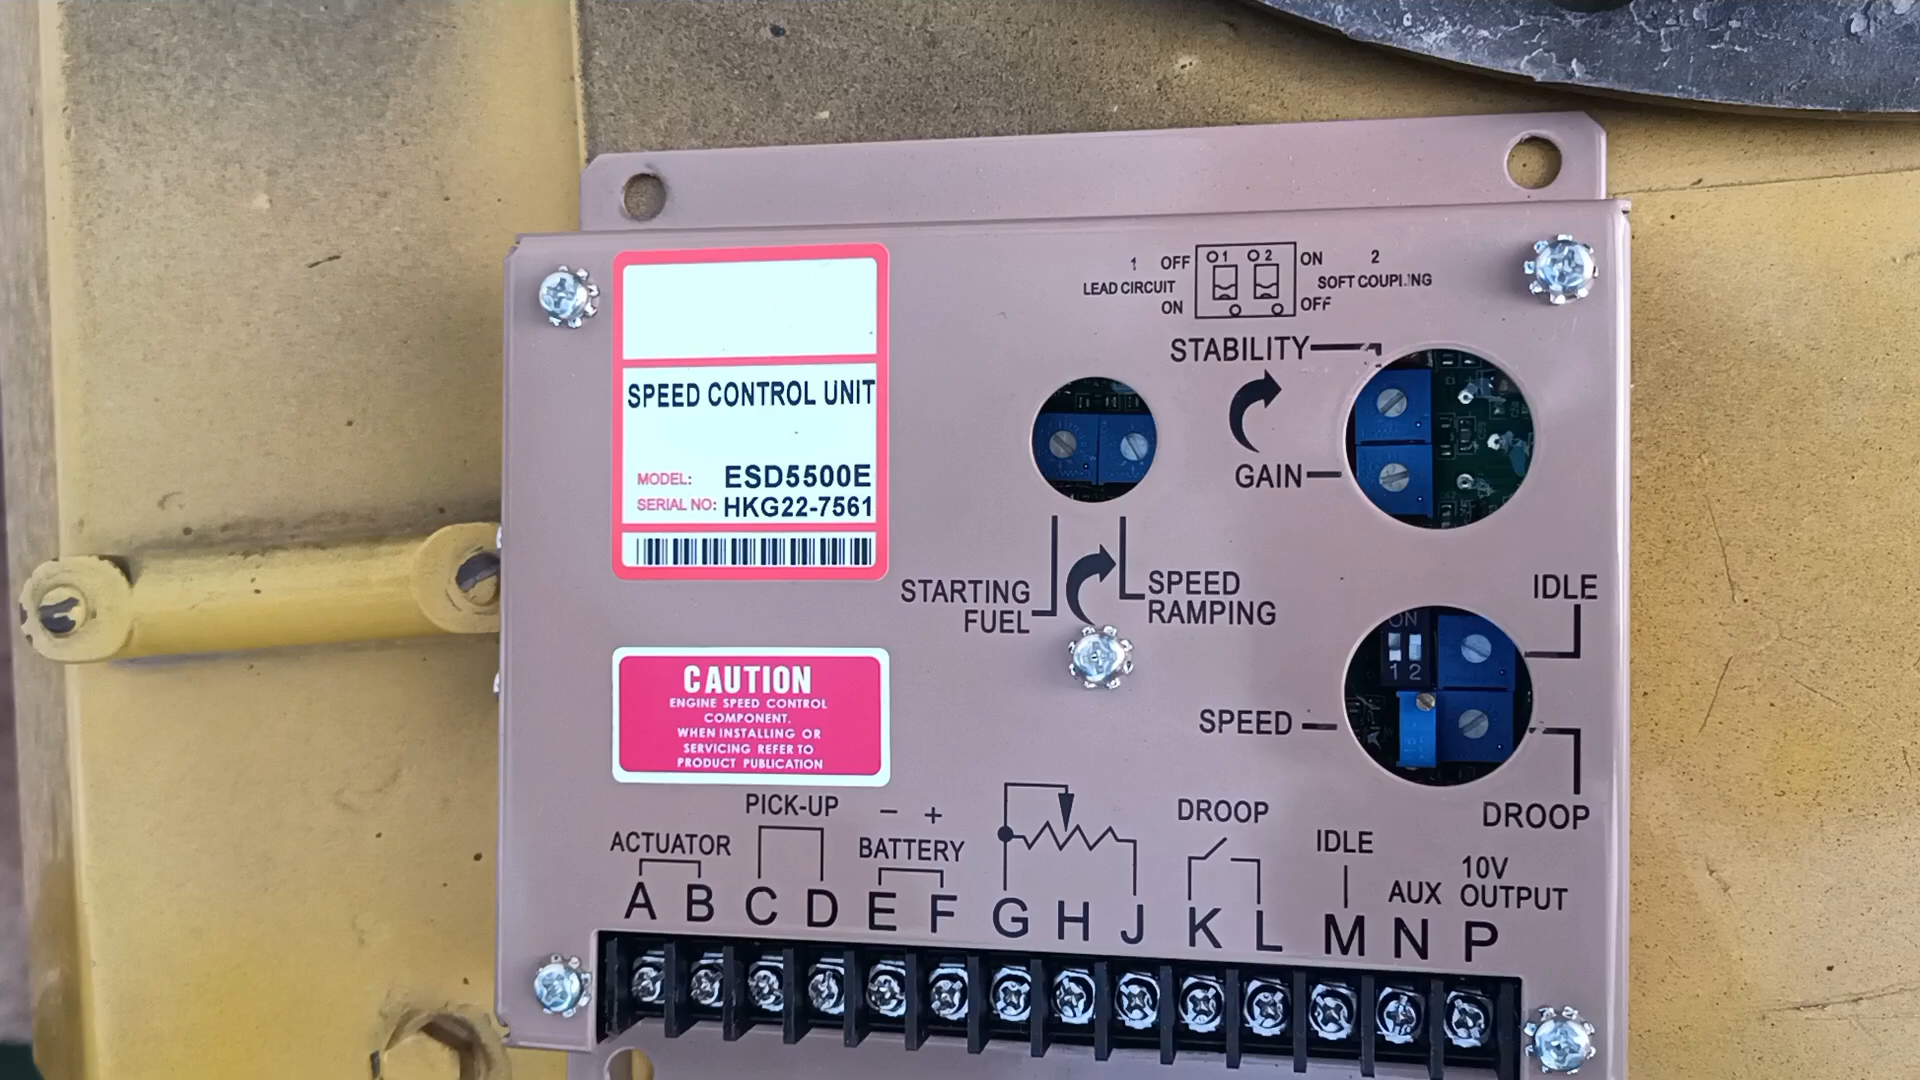 SPEED CONTROL UNIT
MODEL: ESD5500E
SERIAL NO: HKG22-7561
CAUTION
ENGINE SPEED CONTROL
COMPONENT.
WHEN INSTALLING OR
SERVICING REFER TO
PRODUCT PUBLICATION
1 OFF O1 O2 ON 2
LEAD CIRCUIT SOFT COUPLING
ON OFF
STABILITY
GAIN
STARTING
FUEL
SPEED
RAMPING
IDLE
ON
1 2
SPEED
DROOP
PICK-UP - + DROOP
ACTUATOR BATTERY IDLE
10V
AUX OUTPUT
A B C D E F G H J K L M N P